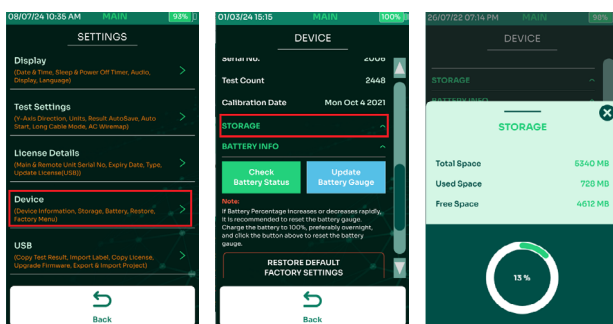 08/07/24 10:35 AM MAIN 93%
SETTINGS
Display
(Date & Time, Sleep & Power Off Timer, Audio,
Display, Language)
Test Settings
(Y-Axis Direction, Units, Result AutoSave, Auto
Start, Long Cable Mode, AC Wiremap)
License Details
(Main & Remote Unit Serial No, Expiry Date, Type,
Update License(USB))
Device
(Device Information, Storage, Battery, Restore,
Factory Menu)
USB
(Copy Test Result, Import Label, Copy License,
Upgrade Firmware, Export & Import Project)
Back
01/03/24 15:15 MAIN 100%
DEVICE
Serial No. 2006
Test Count 2448
Calibration Date Mon Oct 4 2021
STORAGE
BATTERY INFO
Check
Battery Status
Update
Battery Gauge
Note:
If Battery Percentage Increases or decreases rapidly,
it is recommended to reset the battery gauge.
Charge the battery to 100%, preferably overnight,
and click the button above to reset the battery
gauge.
RESTORE DEFAULT
FACTORY SETTINGS
Back
26/07/22 07:14 PM MAIN 98%
DEVICE
STORAGE
BATTERY INFO
STORAGE
Total Space 5340 MB
Used Space 728 MB
Free Space 4612 MB
13 %